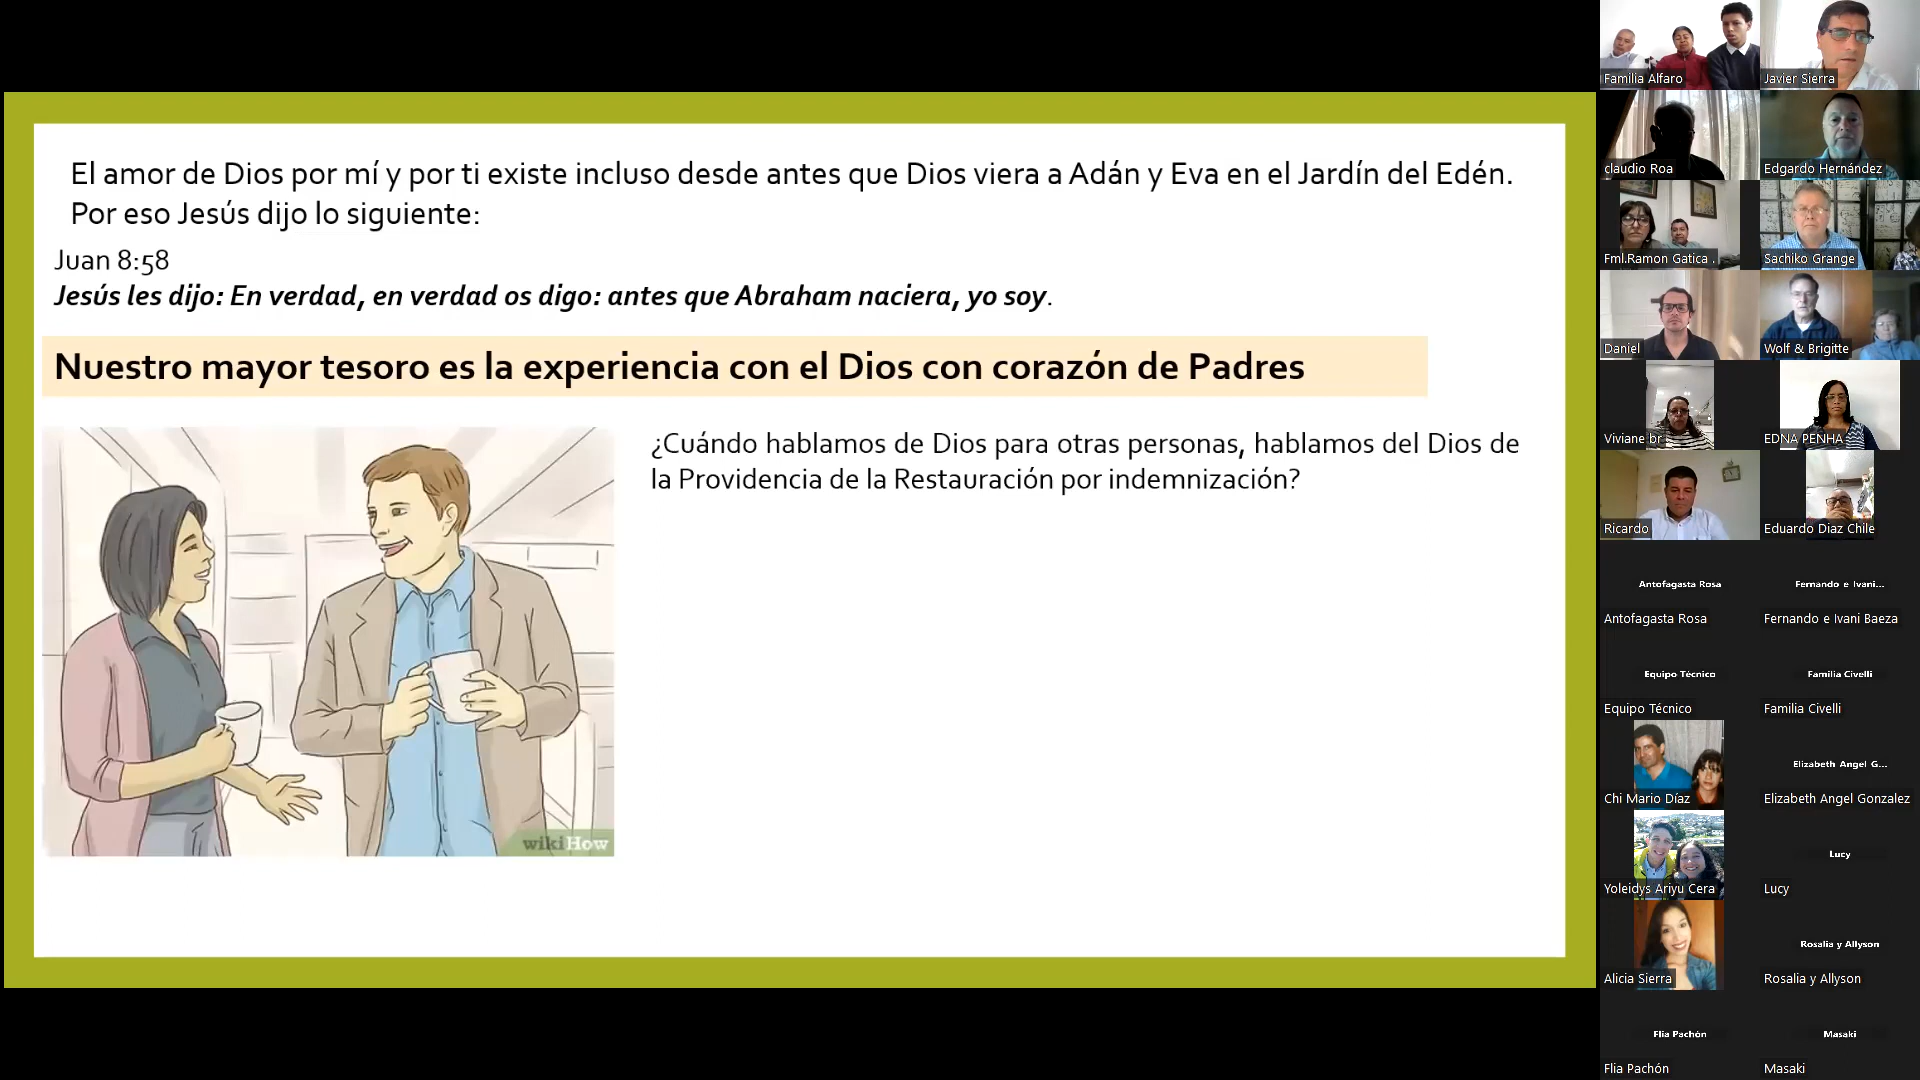 El amor de Dios por mí y por ti existe incluso desde antes que Dios viera a Adán y Eva en el Jardín del Edén.
Por eso Jesús dijo lo siguiente:
Juan 8:58
Jesús les dijo: En verdad, en verdad os digo: antes que Abraham naciera, yo soy.
Nuestro mayor tesoro es la experiencia con el Dios con corazón de Padres
¿Cuándo hablamos de Dios para otras personas, hablamos del Dios de
la Providencia de la Restauración por indemnización?
wikiHow
Familia Alfaro
Javier Sierra
claudio Roa
Edgardo Hernández
Fml.Ramon Gatica .
Sachiko Grange
Daniel
Wolf & Brigitte
Viviane br
EDNA PENHA
Ricardo
Eduardo Diaz Chile
Antofagasta Rosa
Fernando e Ivani...
Antofagasta Rosa
Fernando e Ivani Baeza
Equipo Técnico
Familia Civelli
Equipo Técnico
Familia Civelli
Elizabeth Angel G...
Chi Mario Díaz
Elizabeth Angel Gonzalez
Lucy
Yoleidys Ariyu Cera
Lucy
Rosalia y Allyson
Alicia Sierra
Rosalia y Allyson
Flia Pachón
Masaki
Flia Pachón
Masaki